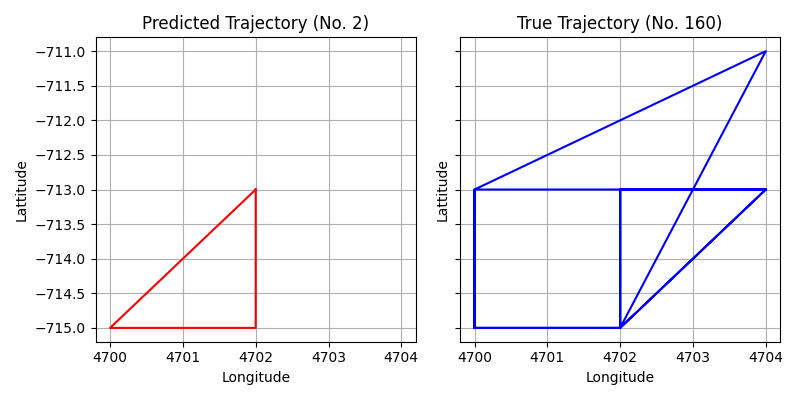 Predicted Trajectory (No. 2)
−711.0
−711.5
−712.0
−712.5
−713.0
−713.5
−714.0
−714.5
−715.0
Lattitude
4700 4701 4702 4703 4704
Longitude
True Trajectory (No. 160)
Lattitude
4700 4701 4702 4703 4704
Longitude